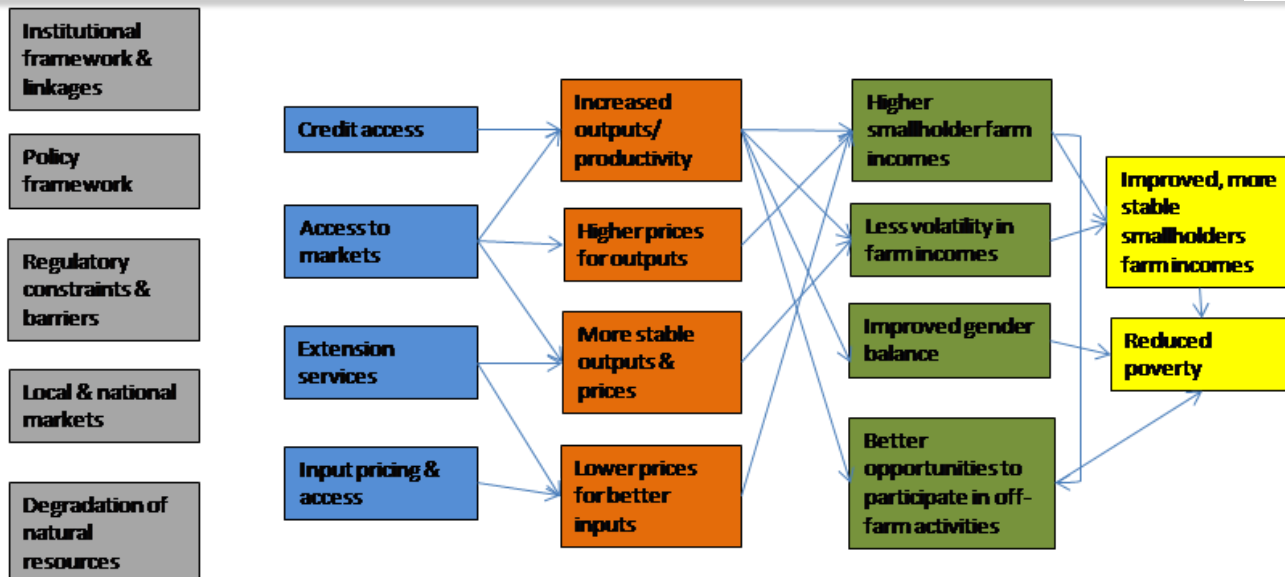 Institutional
framework &
linkages
Policy
framework
Regulatory
constraints &
barriers
Local & national
markets
Degradation of
natural
resources
Credit access
Access to
markets
Extension
services
Input pricing &
access
Increased
outputs/
productivity
Higher prices
for outputs
More stable
outputs &
prices
Lower prices
for better
inputs
Higher
smallholder farm
incomes
Less volatility in
farm incomes
Improved gender
balance
Better
opportunities to
participate in off-
farm activities
Improved, more
stable
smallholders
farm incomes
Reduced
poverty